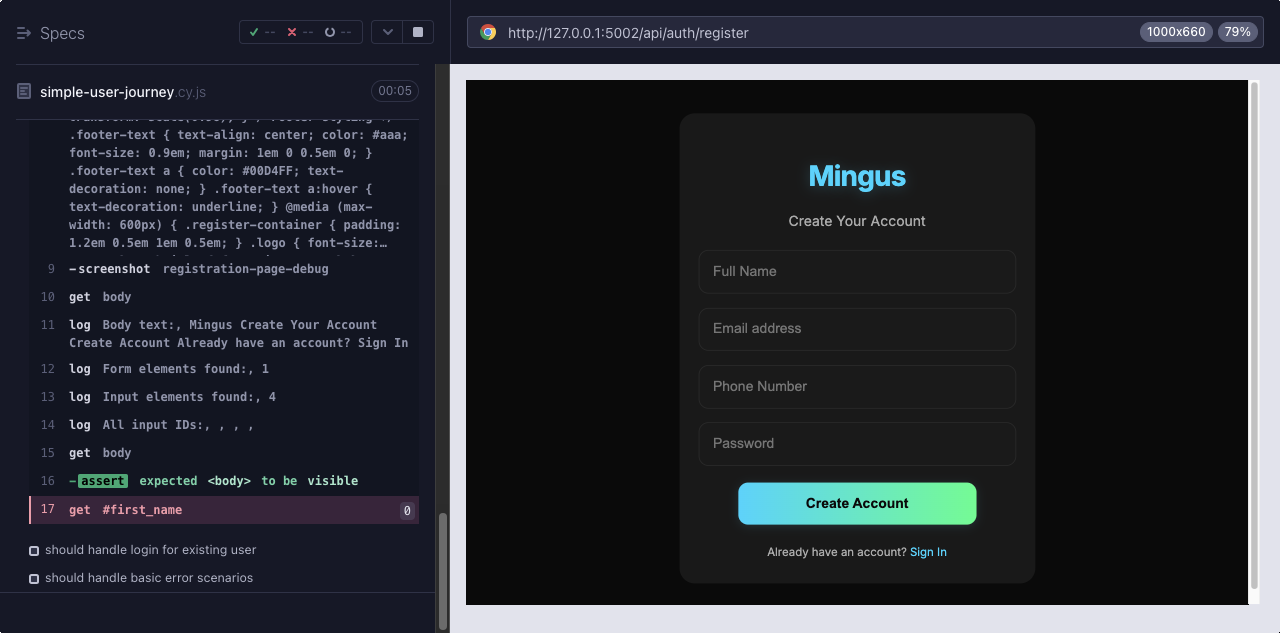 Specs
-- -- --
http://127.0.0.1:5002/api/auth/register
1000x660
79%
simple-user-journey.cy.js
00:05
.footer-text { text-align: center; color: #aaa;
font-size: 0.9em; margin: 1em 0 0.5em 0; }
.footer-text a { color: #00D4FF; text-
decoration: none; } .footer-text a:hover {
text-decoration: underline; } @media (max-
width: 600px) { .register-container { padding:
1.2em 0.5em 1em 0.5em; } .logo { font-size:…
9 -screenshot registration-page-debug
10 get body
11 log Body text:, Mingus Create Your Account
Create Account Already have an account? Sign In
12 log Form elements found:, 1
13 log Input elements found:, 4
14 log All input IDs:, , , ,
15 get body
16 -assert expected <body> to be visible
17 get #first_name 0
should handle login for existing user
should handle basic error scenarios
Mingus
Create Your Account
Full Name
Email address
Phone Number
Password
Create Account
Already have an account? Sign In